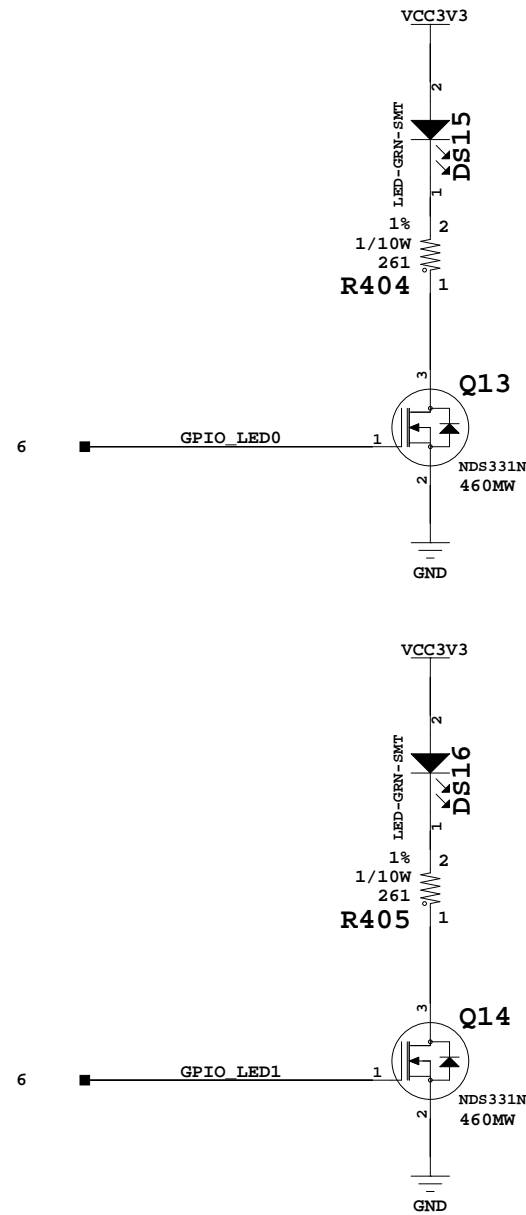 VCC3V3
2
LED-GRN-SMT
DS15
1
1%
2
1/10W
261
R404
1
3
Q13
6
GPIO_LED0
1
2
NDS331N
460MW
GND
VCC3V3
2
LED-GRN-SMT
DS16
1
1%
2
1/10W
261
R405
1
3
Q14
6
GPIO_LED1
1
2
NDS331N
460MW
GND